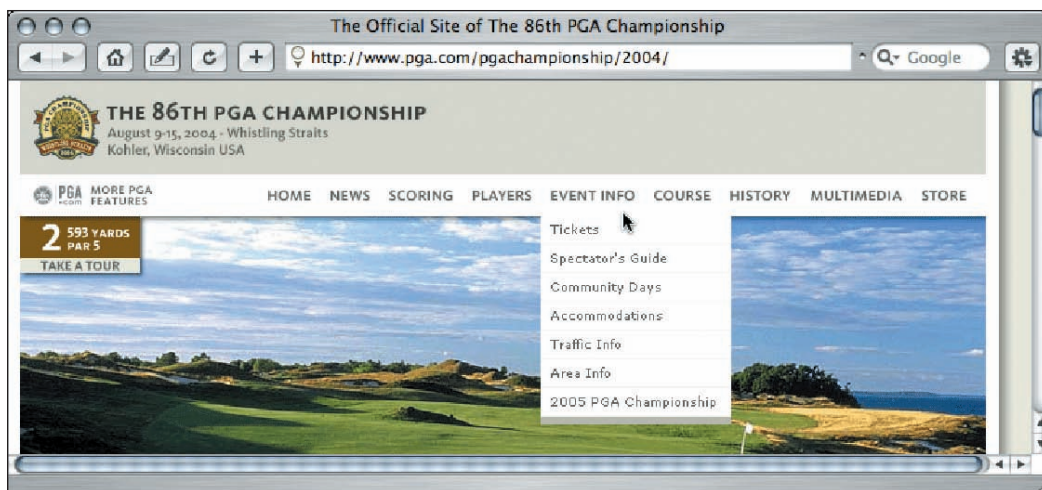 The Official Site of The 86th PGA Championship
http://www.pga.com/pgachampionship/2004/
Google
THE 86TH PGA CHAMPIONSHIP
August 9-15, 2004 - Whistling Straits
Kohler, Wisconsin USA
PGA .com MORE PGA FEATURES
HOME NEWS SCORING PLAYERS EVENT INFO COURSE HISTORY MULTIMEDIA STORE
2 593 YARDS
PAR 5
TAKE A TOUR
Tickets
Spectator's Guide
Community Days
Accommodations
Traffic Info
Area Info
2005 PGA Championship